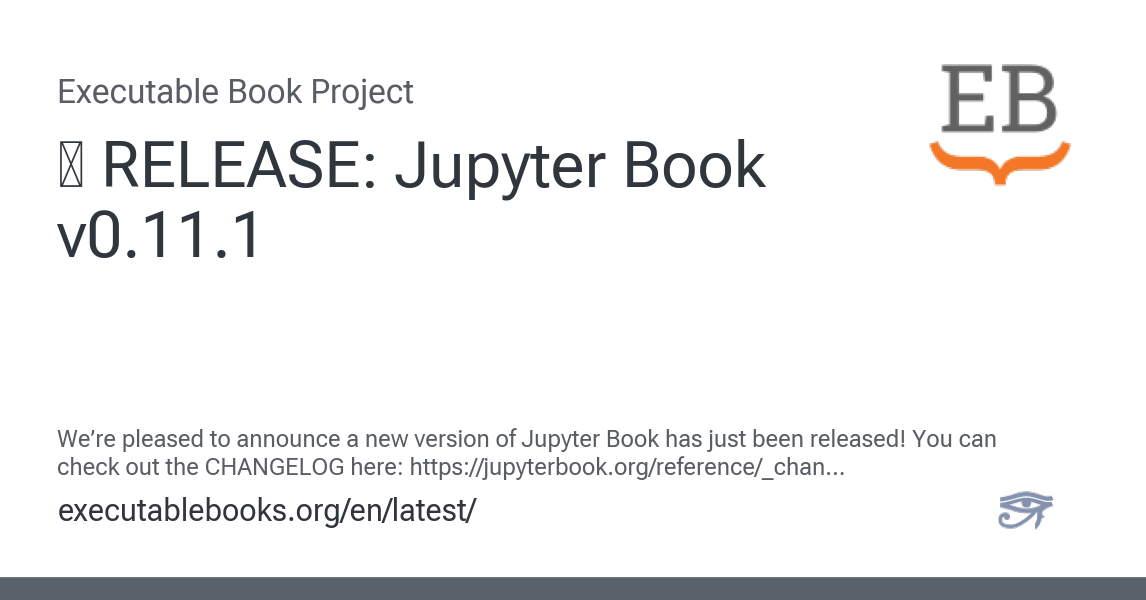 Executable Book Project
EB
RELEASE: Jupyter Book
v0.11.1
We’re pleased to announce a new version of Jupyter Book has just been released! You can
check out the CHANGELOG here: https://jupyterbook.org/reference/_chan...
executablebooks.org/en/latest/